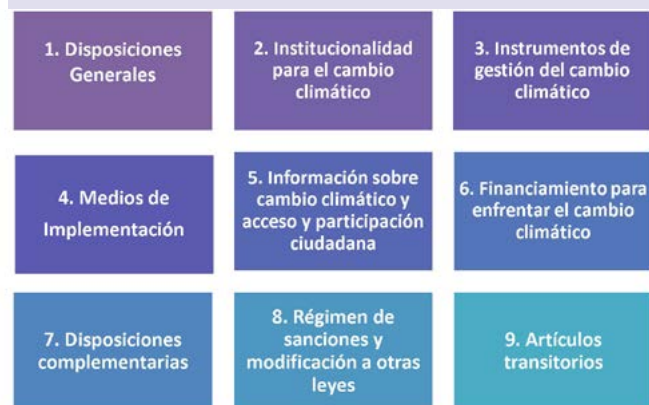 1. Disposiciones
Generales
2. Institucionalidad
para el cambio
climático
3. Instrumentos de
gestión del cambio
climático
4. Medios de
Implementación
5. Información sobre
cambio climático y
acceso y participación
ciudadana
6. Financiamiento para
enfrentar el cambio
climático
7. Disposiciones
complementarias
8. Régimen de
sanciones y
modificación a otras
leyes
9. Artículos
transitorios